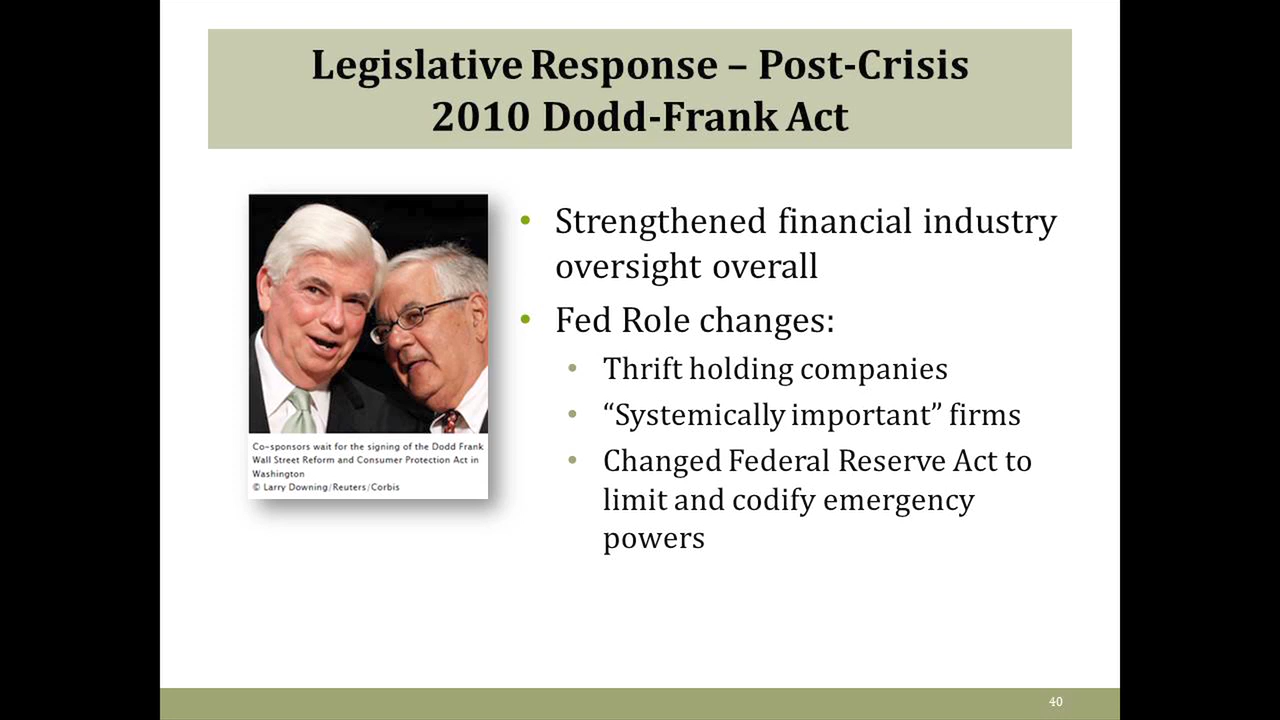 Legislative Response – Post-Crisis
2010 Dodd-Frank Act
Co-sponsors wait for the signing of the Dodd Frank
Wall Street Reform and Consumer Protection Act in
Washington
© Larry Downing/Reuters/Corbis
• Strengthened financial industry
oversight overall
• Fed Role changes:
• Thrift holding companies
• “Systemically important” firms
• Changed Federal Reserve Act to
limit and codify emergency
powers
40